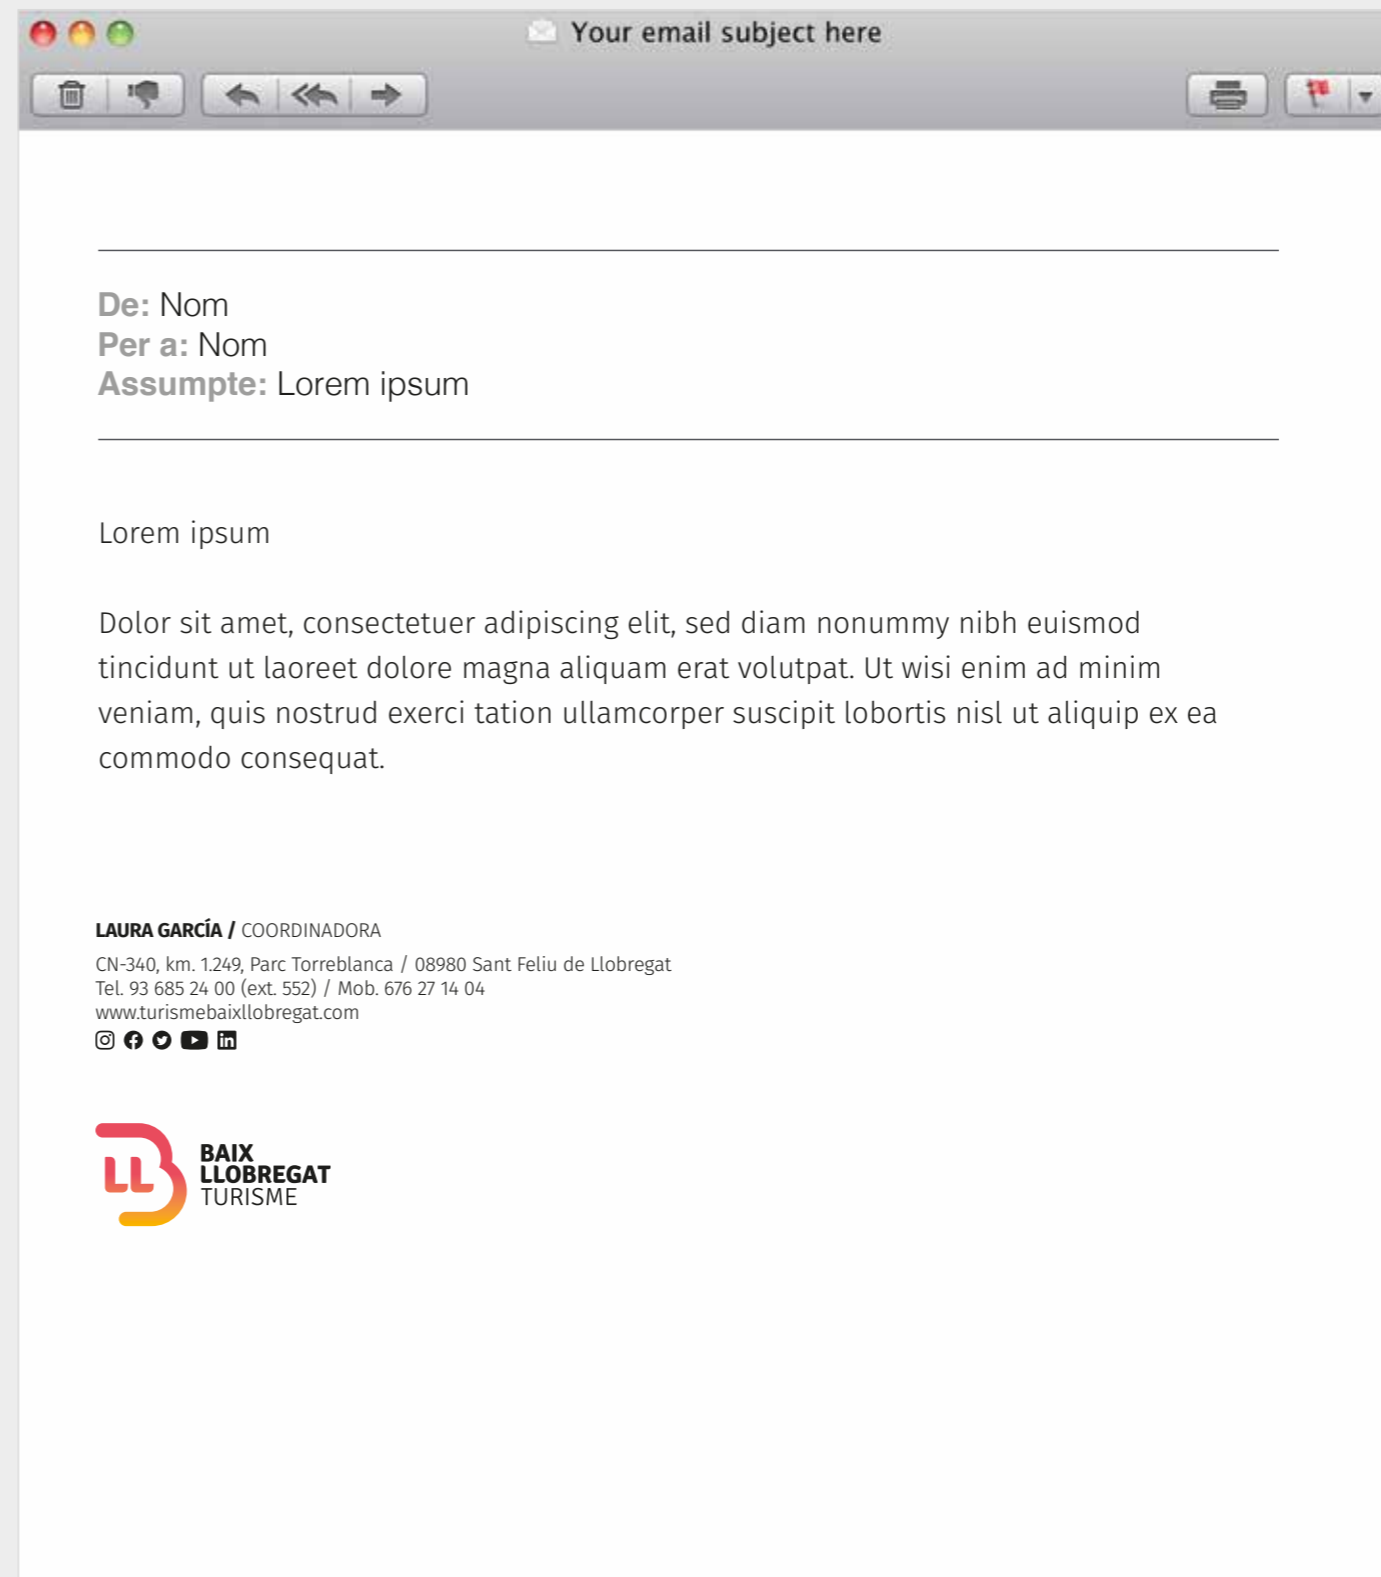 Your email subject here
De: Nom
Per a: Nom
Assumpte: Lorem ipsum
Lorem ipsum
Dolor sit amet, consectetuer adipiscing elit, sed diam nonummy nibh euismod
tincidunt ut laoreet dolore magna aliquam erat volutpat. Ut wisi enim ad minim
veniam, quis nostrud exerci tation ullamcorper suscipit lobortis nisl ut aliquip ex ea
commodo consequat.
LAURA GARCÍA / COORDINADORA
CN-340, km. 1.249, Parc Torreblanca / 08980 Sant Feliu de Llobregat
Tel. 93 685 24 00 (ext. 552) / Mob. 676 27 14 04
www.turismebaixllobregat.com
LLB
BAIX
LLOBREGAT
TURISME